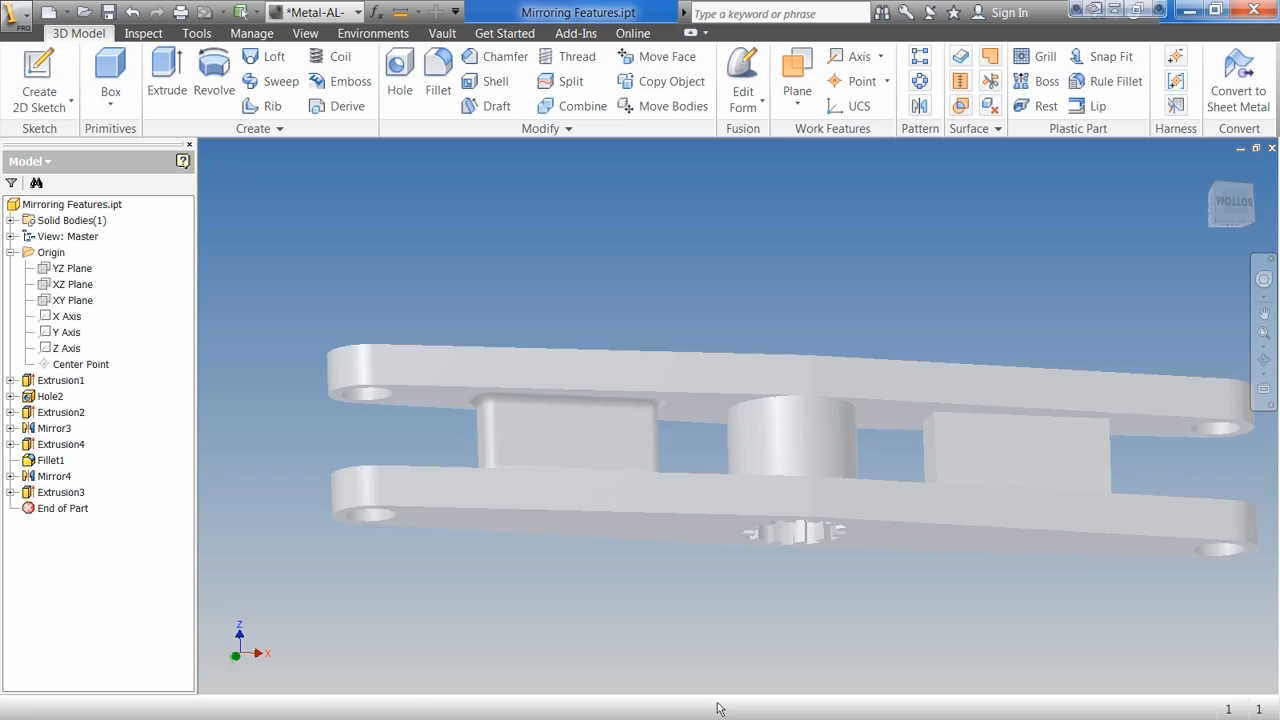 *Metal-AL-
Mirroring Features.ipt
Type a keyword or phrase
Sign In
PRO
3D Model
Inspect
Tools
Manage
View
Environments
Vault
Get Started
Add-Ins
Online
Create
2D Sketch
Box
Extrude
Revolve
Loft
Sweep
Rib
Coil
Emboss
Derive
Hole
Fillet
Chamfer
Shell
Draft
Thread
Split
Combine
Move Face
Copy Object
Move Bodies
Edit
Form
Plane
Axis
Point
UCS
Grill
Boss
Rest
Snap Fit
Rule Fillet
Lip
Convert to
Sheet Metal
Sketch
Primitives
Create
Modify
Fusion
Work Features
Pattern
Surface
Plastic Part
Harness
Convert
Model
Mirroring Features.ipt
Solid Bodies(1)
View: Master
Origin
YZ Plane
XZ Plane
XY Plane
X Axis
Y Axis
Z Axis
Center Point
Extrusion1
Hole2
Extrusion2
Mirror3
Extrusion4
Fillet1
Mirror4
Extrusion3
End of Part
BOTTOM
Z
X
1 1